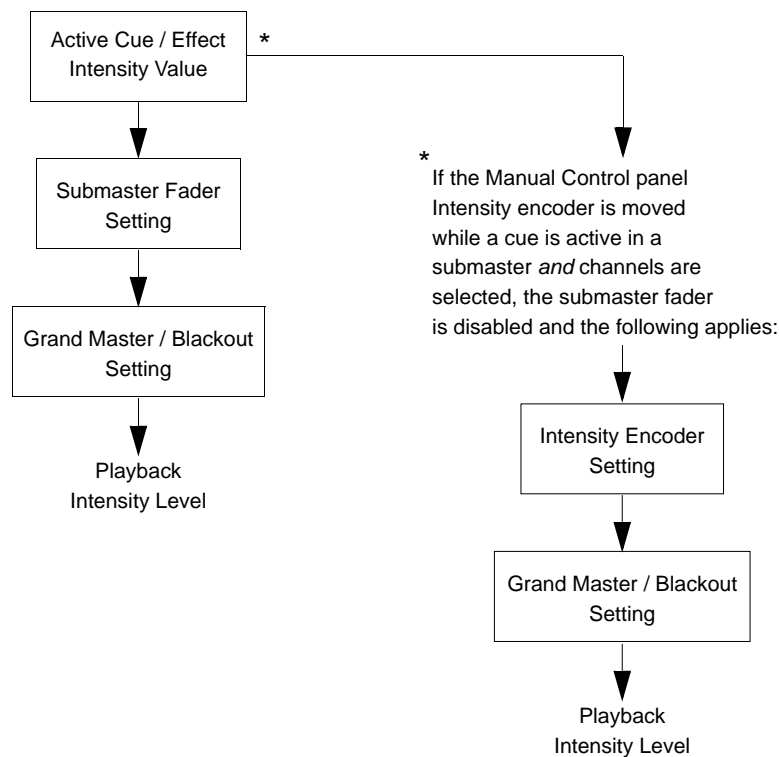 Active Cue / Effect
Intensity Value
*
Submaster Fader
Setting
Grand Master / Blackout
Setting
Playback
Intensity Level
*
If the Manual Control panel
Intensity encoder is moved
while a cue is active in a
submaster and channels are
selected, the submaster fader
is disabled and the following applies:
Intensity Encoder
Setting
Grand Master / Blackout
Setting
Playback
Intensity Level